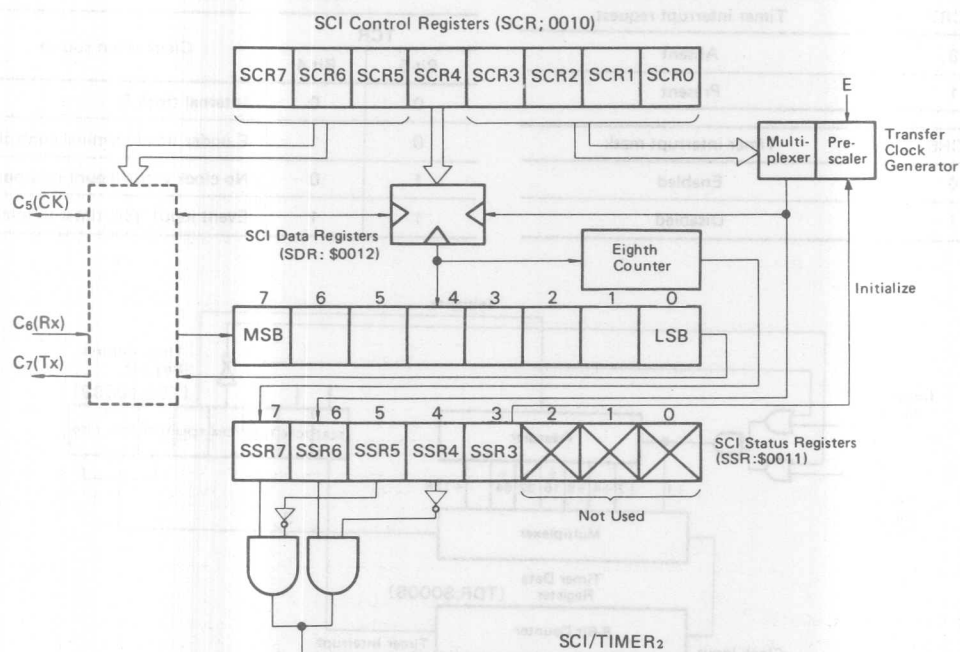 SCI Control Registers (SCR; 0010)
SCR7 SCR6 SCR5 SCR4 SCR3 SCR2 SCR1 SCR0
E
Multi-
plexer
Pre-
scaler
Transfer
Clock
Generator
C5(CK)
SCI Data Registers
(SDR: $0012)
Eighth
Counter
Initialize
7 6 5 4 3 2 1 0
C6(Rx)
MSB LSB
C7(Tx)
7 6 5 4 3 2 1 0
SSR7 SSR6 SSR5 SSR4 SSR3
SCI Status Registers
(SSR:$0011)
Not Used
SCI/TIMER2